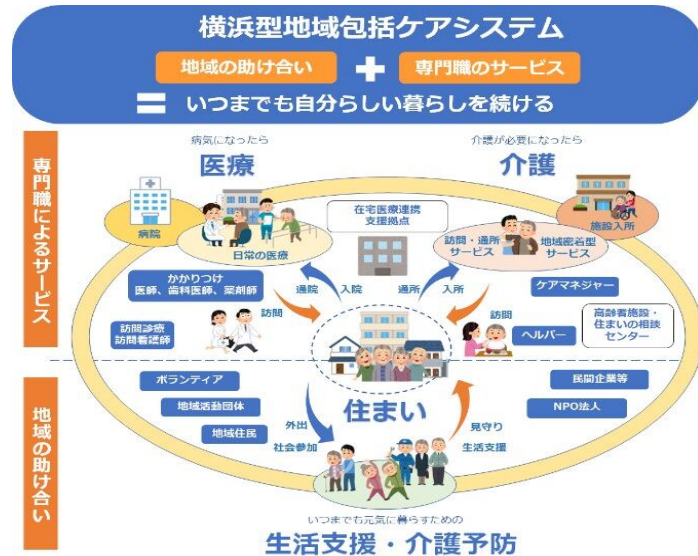 横浜型地域包括ケアシステム
地域の助け合い + 専門職のサービス
= いつまでも自分らしい暮らしを続ける
専門職によるサービス
病気になったら
医療
介護が必要になったら
介護
病院
日常の医療
在宅医療連携
支援拠点
訪問・通所
サービス
地域密着型
サービス
施設入所
かかりつけ
医師、歯科医師、薬剤師
通院
入院
通所
入所
ケアマネジャー
訪問
訪問
訪問診療
訪問看護師
ヘルパー
高齢者施設・
住まいの相談
センター
地域の助け合い
住まい
ボランティア
地域活動団体
地域住民
外出
社会参加
見守り
生活支援
民間企業等
NPO法人
いつまでも元気に暮らすための
生活支援・介護予防